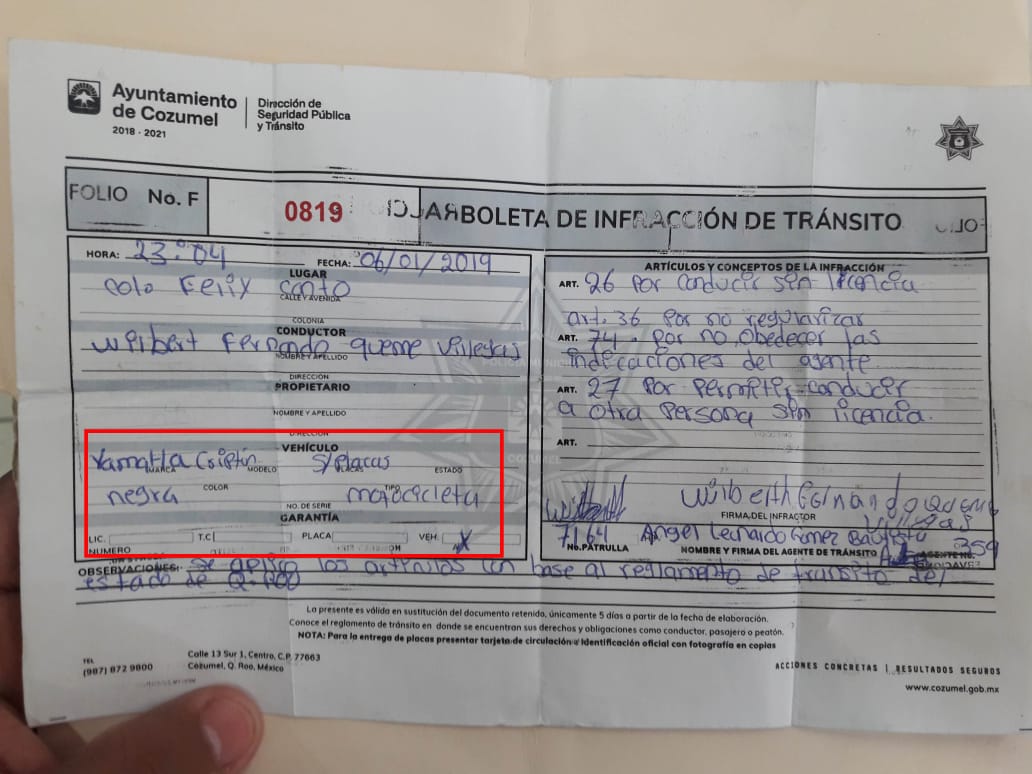 Ayuntamiento
de Cozumel
2018 - 2021
Dirección de
Seguridad Pública
y Tránsito
FOLIO No. F
0819
BOLETA DE INFRACCIÓN DE TRÁNSITO
HORA: 23:04 FECHA: 06/01/2019
LUGAR
Colo Felix Canto
CALLE Y AVENIDA
COLONIA
CONDUCTOR
Wilbert Fernando queme Villegas
NOMBRE Y APELLIDO
DIRECCIÓN
PROPIETARIO
NOMBRE Y APELLIDO
DIRECCIÓN
VEHÍCULO
Yamaha Criptin S/Placas
MARCA MODELO PLACAS ESTADO
negra motocicleta
COLOR TIPO
NO. DE SERIE
GARANTÍA
LIC. T.C PLACA VEH. X
NUMERO
ARTÍCULOS Y CONCEPTOS DE LA INFRACCIÓN
ART. 26 por conducir sin licencia
art. 36 por no regularizar
ART. 74. por no obedecer las
indicaciones del agente
ART. 27 por permitir conducir
a otra persona sin licencia.
ART.
Wilberth Fernando
FIRMA DEL INFRACTOR
7164 Angel Leonardo Gomez Bautista 359
No.PATRULLA NOMBRE Y FIRMA DEL AGENTE DE TRÁNSITO AGENTE No.
OBSERVACIONES: se aplico los articulos con base al reglamento de transito del
estado de Q. roo
La presente es válida en sustitución del documento retenido, únicamente 5 días a partir de la fecha de elaboración.
Conoce el reglamento de tránsito en donde se encuentran sus derechos y obligaciones como conductor, pasajero o peatón.
NOTA: Para la entrega de placas presentar tarjeta de circulación e Identificación oficial con fotografía en copias
TEL
(987) 872 9800
Calle 13 Sur 1, Centro, C.P. 77663
Cozumel, Q. Roo, México
ACCIONES CONCRETAS | RESULTADOS SEGUROS
www.cozumel.gob.mx